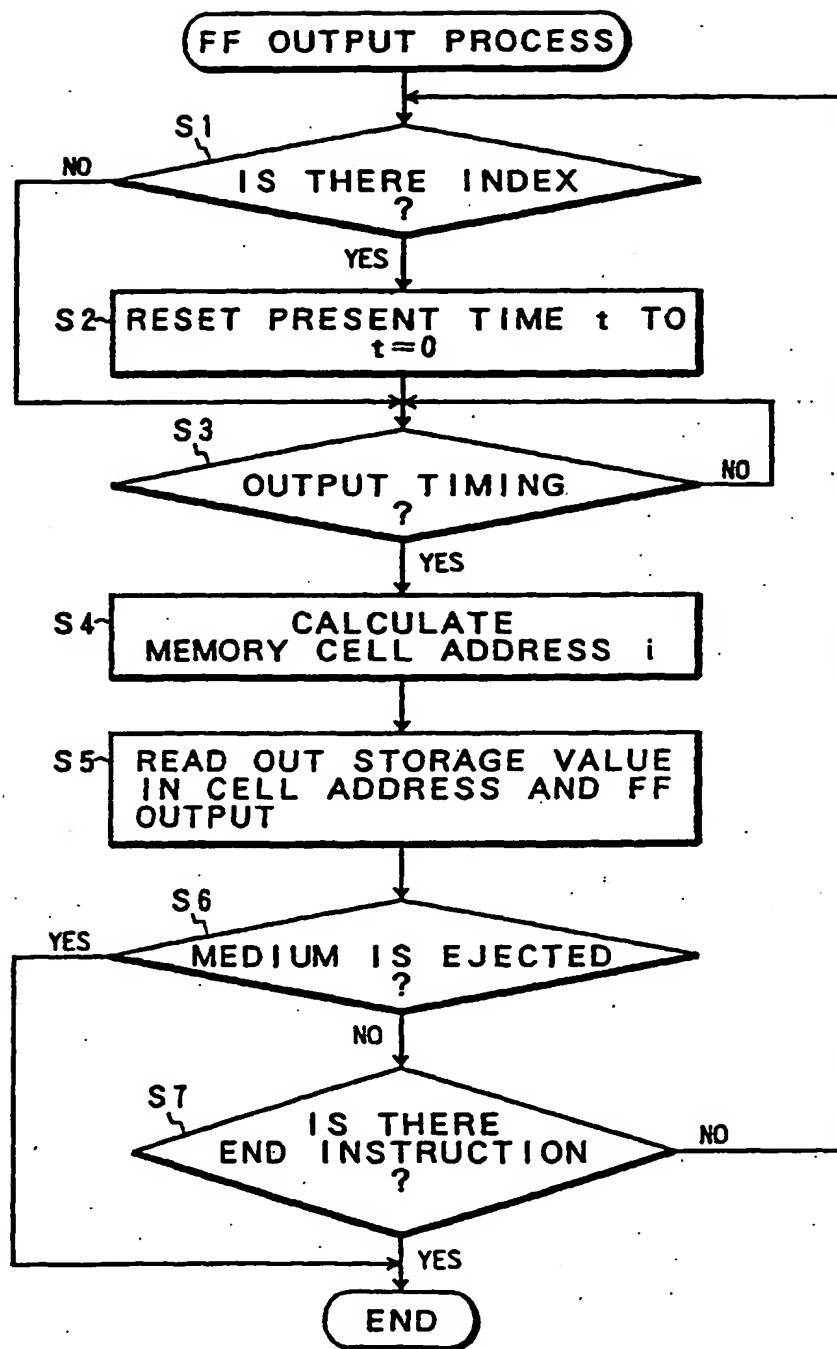 FF OUTPUT PROCESS
S1
NO
IS THERE INDEX
?
YES
S2
RESET PRESENT TIME t TO
t=0
S3
OUTPUT TIMING
?
NO
YES
S4
CALCULATE
MEMORY CELL ADDRESS i
S5
READ OUT STORAGE VALUE
IN CELL ADDRESS AND FF
OUTPUT
S6
YES
MEDIUM IS EJECTED
?
NO
S7
IS THERE
END INSTRUCTION
?
NO
YES
END